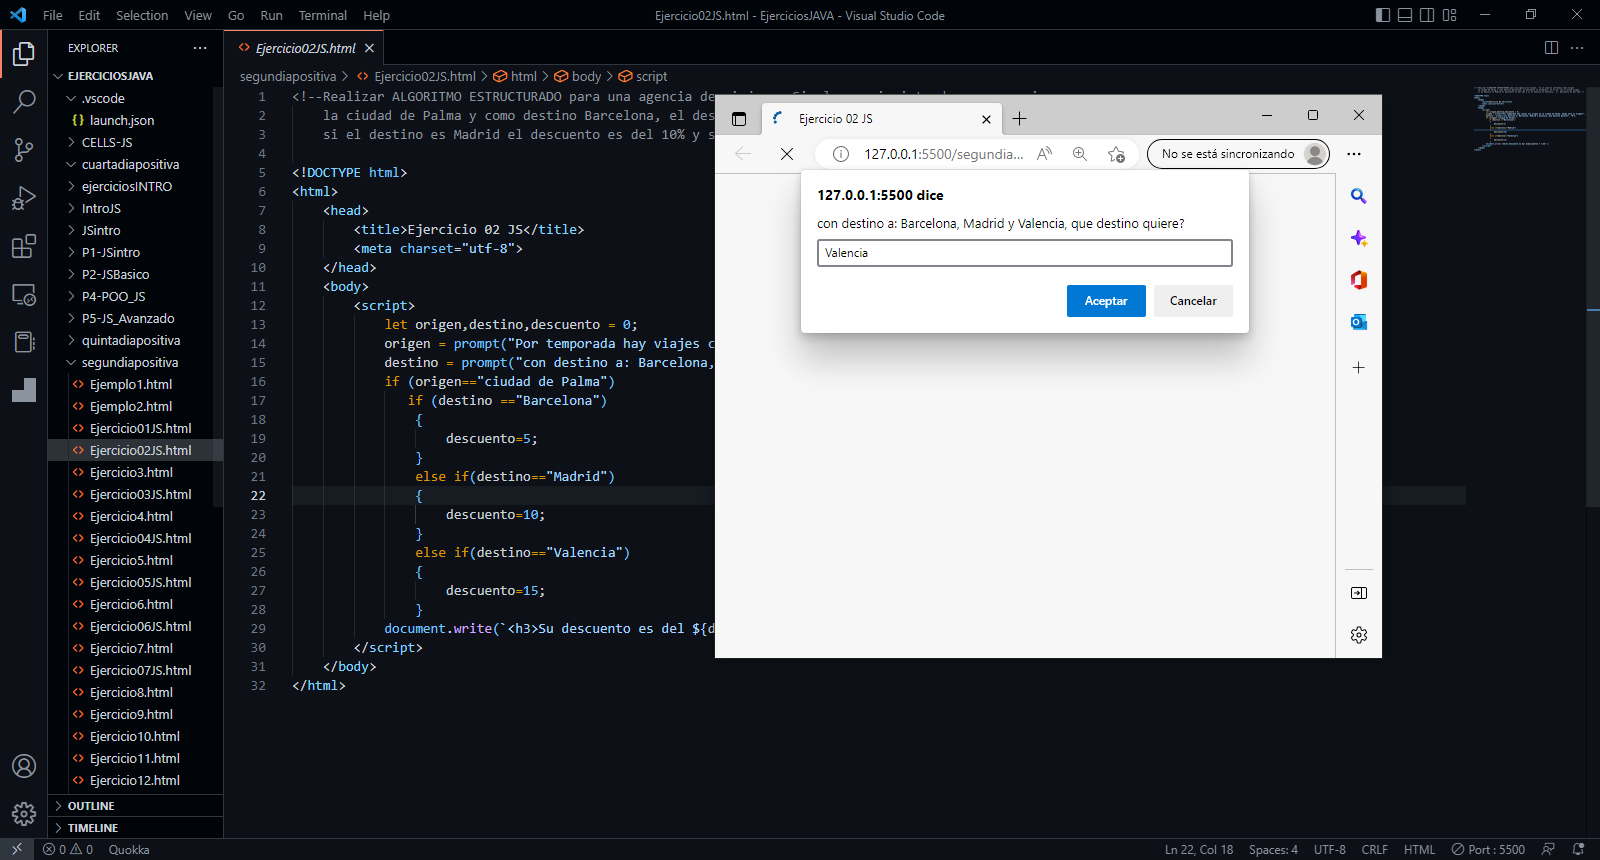 File Edit Selection View Go Run Terminal Help
Ejercicio02JS.html - EjerciciosJAVA - Visual Studio Code
EXPLORER
EJERCICIOSJAVA
.vscode
launch.json
CELLS-JS
cuartadiapositiva
ejerciciosINTRO
IntroJS
JSintro
P1-JSintro
P2-JSBasico
P4-POO_JS
P5-JS_Avanzado
quintadiapositiva
segundiapositiva
Ejemplo1.html
Ejemplo2.html
Ejercicio01JS.html
Ejercicio02JS.html
Ejercicio3.html
Ejercicio03JS.html
Ejercicio4.html
Ejercicio04JS.html
Ejercicio5.html
Ejercicio05JS.html
Ejercicio6.html
Ejercicio06JS.html
Ejercicio7.html
Ejercicio07JS.html
Ejercicio8.html
Ejercicio9.html
Ejercicio10.html
Ejercicio11.html
Ejercicio12.html
OUTLINE
TIMELINE
Ejercicio02JS.html
segundiapositiva > Ejercicio02JS.html > html > body > script
1 <!--Realizar ALGORITMO ESTRUCTURADO para una agencia de
2 la ciudad de Palma y como destino Barcelona, el des
3 si el destino es Madrid el descuento es del 10% y s
4
5 <!DOCTYPE html>
6 <html>
7 <head>
8 <title>Ejercicio 02 JS</title>
9 <meta charset="utf-8">
10 </head>
11 <body>
12 <script>
13 let origen,destino,descuento = 0;
14 origen = prompt("Por temporada hay viajes c
15 destino = prompt("con destino a: Barcelona,
16 if (origen=="ciudad de Palma")
17 if (destino =="Barcelona")
18 {
19 descuento=5;
20 }
21 else if(destino=="Madrid")
22 {
23 descuento=10;
24 }
25 else if(destino=="Valencia")
26 {
27 descuento=15;
28 }
29 document.write(`<h3>Su descuento es del ${d
30 </script>
31 </body>
32 </html>
Ejercicio 02 JS
127.0.0.1:5500/segundia...
No se está sincronizando
127.0.0.1:5500 dice
con destino a: Barcelona, Madrid y Valencia, que destino quiere?
Valencia
Aceptar Cancelar
0 0 Quokka
Ln 22, Col 18 Spaces: 4 UTF-8 CRLF HTML Port : 5500